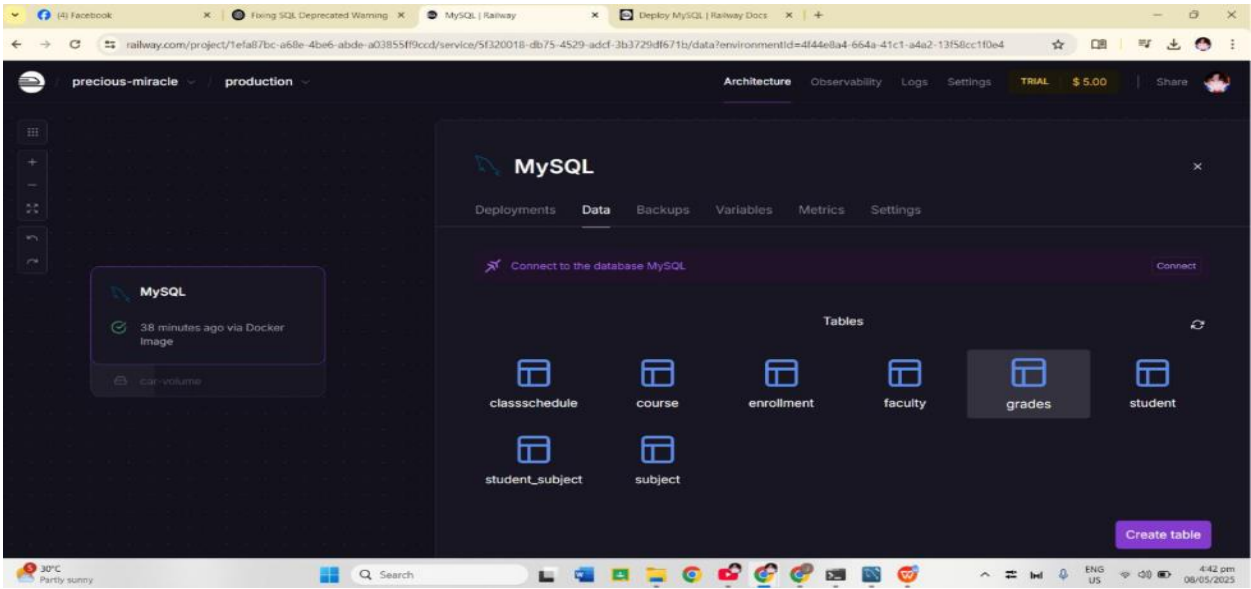 (4) Facebook Fixing SQL Deprecated Warning MySQL | Railway Deploy MySQL | Railway Docs
railway.com/project/1efa87bc-a68e-4be6-abde-a03855ff9ccd/service/5f320018-db75-4529-adcf-3b3729df671b/data?environmentId=4f44e8a4-664a-41c1-a4a2-13f58cc1f0e4
precious-miracle / production Architecture Observability Logs Settings TRIAL $ 5.00 Share
MySQL
Deployments Data Backups Variables Metrics Settings
Connect to the database MySQL Connect
MySQL
38 minutes ago via Docker
Image
car-volume
Tables
classschedule course enrollment faculty grades student
student_subject subject
Create table
30°C
Partly sunny
Search
ENG
US
4:42 pm
08/05/2025